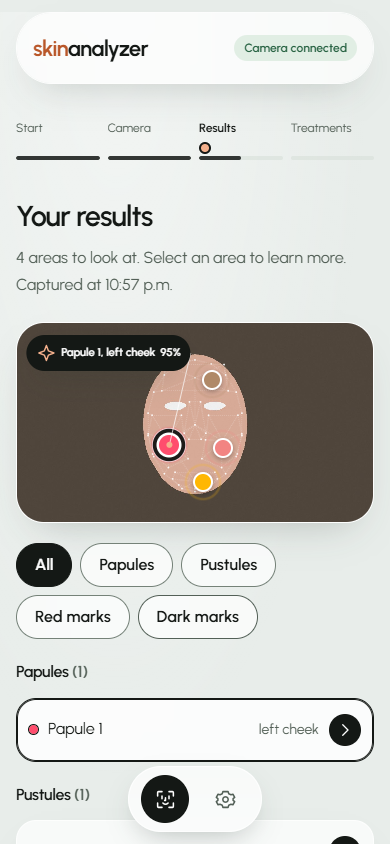 skinanalyzer
Camera connected
Start
Camera
Results
Treatments
Your results
4 areas to look at. Select an area to learn more.
Captured at 10:57 p.m.
Papule 1, left cheek 95%
All
Papules
Pustules
Red marks
Dark marks
Papules (1)
Papule 1
left cheek
Pustules (1)